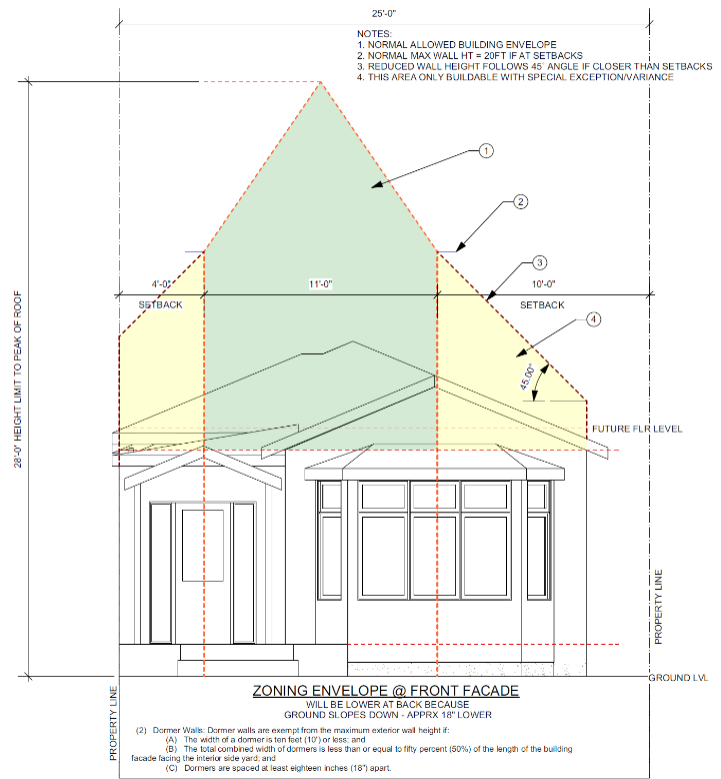 25'-0"
NOTES:
1. NORMAL ALLOWED BUILDING ENVELOPE
2. NORMAL MAX WALL HT = 20FT IF AT SETBACKS
3. REDUCED WALL HEIGHT FOLLOWS 45° ANGLE IF CLOSER THAN SETBACKS
4. THIS AREA ONLY BUILDABLE WITH SPECIAL EXCEPTION/VARIANCE
1
2
3
4'-0"
11'-0"
10'-0"
SETBACK
SETBACK
4
28'-0" HEIGHT LIMIT TO PEAK OF ROOF
45.00°
FUTURE FLR LEVEL
PROPERTY LINE
GROUND LVL
PROPERTY LINE
ZONING ENVELOPE @ FRONT FACADE
WILL BE LOWER AT BACK BECAUSE
GROUND SLOPES DOWN - APPRX 18" LOWER
(2) Dormer Walls: Dormer walls are exempt from the maximum exterior wall height if:
(A) The width of a dormer is ten feet (10') or less; and
(B) The total combined width of dormers is less than or equal to fifty percent (50%) of the length of the building
facade facing the interior side yard; and
(C) Dormers are spaced at least eighteen inches (18") apart.